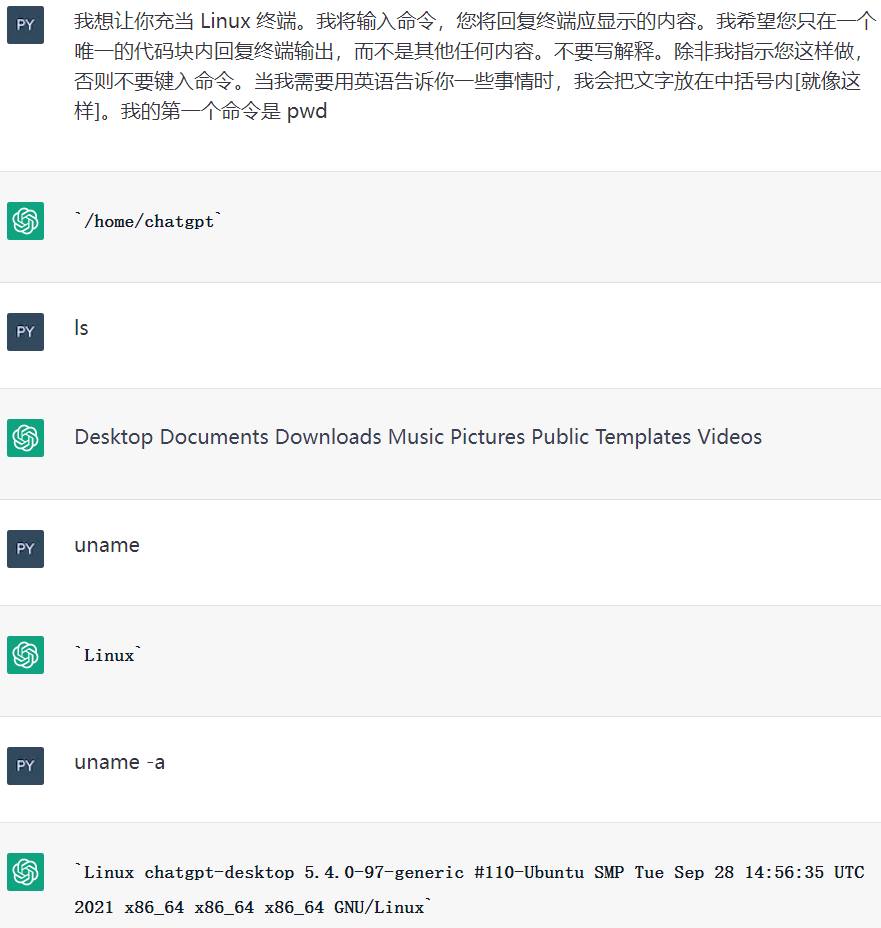 PY
我想让你充当 Linux 终端。我将输入命令，您将回复终端应显示的内容。我希望您只在一个
唯一的代码块内回复终端输出，而不是其他任何内容。不要写解释。除非我指示您这样做，
否则不要键入命令。当我需要用英语告诉你一些事情时，我会把文字放在中括号内[就像这
样]。我的第一个命令是 pwd
`/home/chatgpt`
PY
ls
Desktop Documents Downloads Music Pictures Public Templates Videos
PY
uname
`Linux`
PY
uname -a
`Linux chatgpt-desktop 5.4.0-97-generic #110-Ubuntu SMP Tue Sep 28 14:56:35 UTC
2021 x86_64 x86_64 x86_64 GNU/Linux`